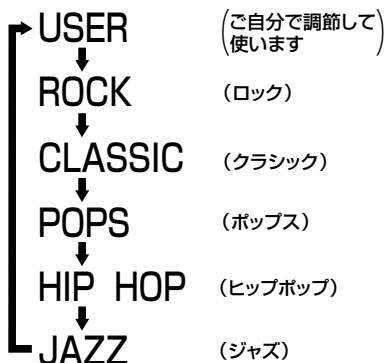 USER (ご自分で調節して
使います)
ROCK (ロック)
CLASSIC (クラシック)
POPS (ポップス)
HIP HOP (ヒップポップ)
JAZZ (ジャズ)